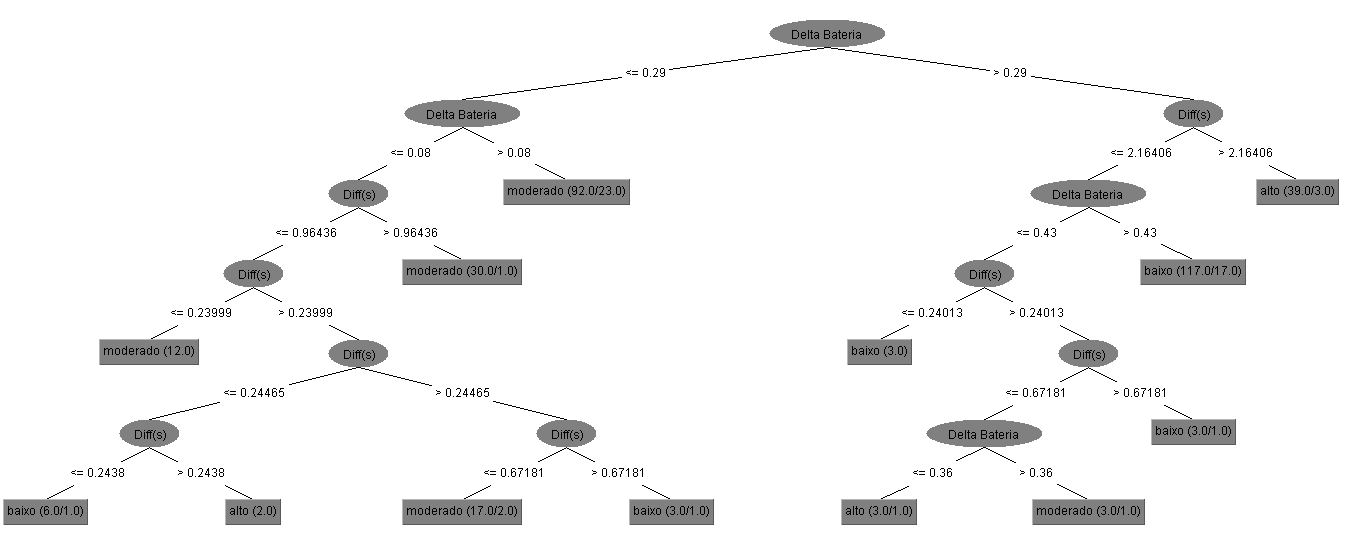 Delta Bateria
<= 0.29 > 0.29
Delta Bateria Diff(s)
<= 0.08 > 0.08 <= 2.16406 > 2.16406
Diff(s) moderado (92.0/23.0) Delta Bateria alto (39.0/3.0)
<= 0.96436 > 0.96436 <= 0.43 > 0.43
Diff(s) moderado (30.0/1.0) Diff(s) baixo (117.0/17.0)
<= 0.23999 > 0.23999 <= 0.24013 > 0.24013
moderado (12.0) Diff(s) baixo (3.0) Diff(s)
<= 0.24465 > 0.24465 <= 0.67181 > 0.67181
Diff(s) Diff(s) Delta Bateria baixo (3.0/1.0)
<= 0.2438 > 0.2438 <= 0.67181 > 0.67181 <= 0.36 > 0.36
baixo (6.0/1.0) alto (2.0) moderado (17.0/2.0) baixo (3.0/1.0) alto (3.0/1.0) moderado (3.0/1.0)